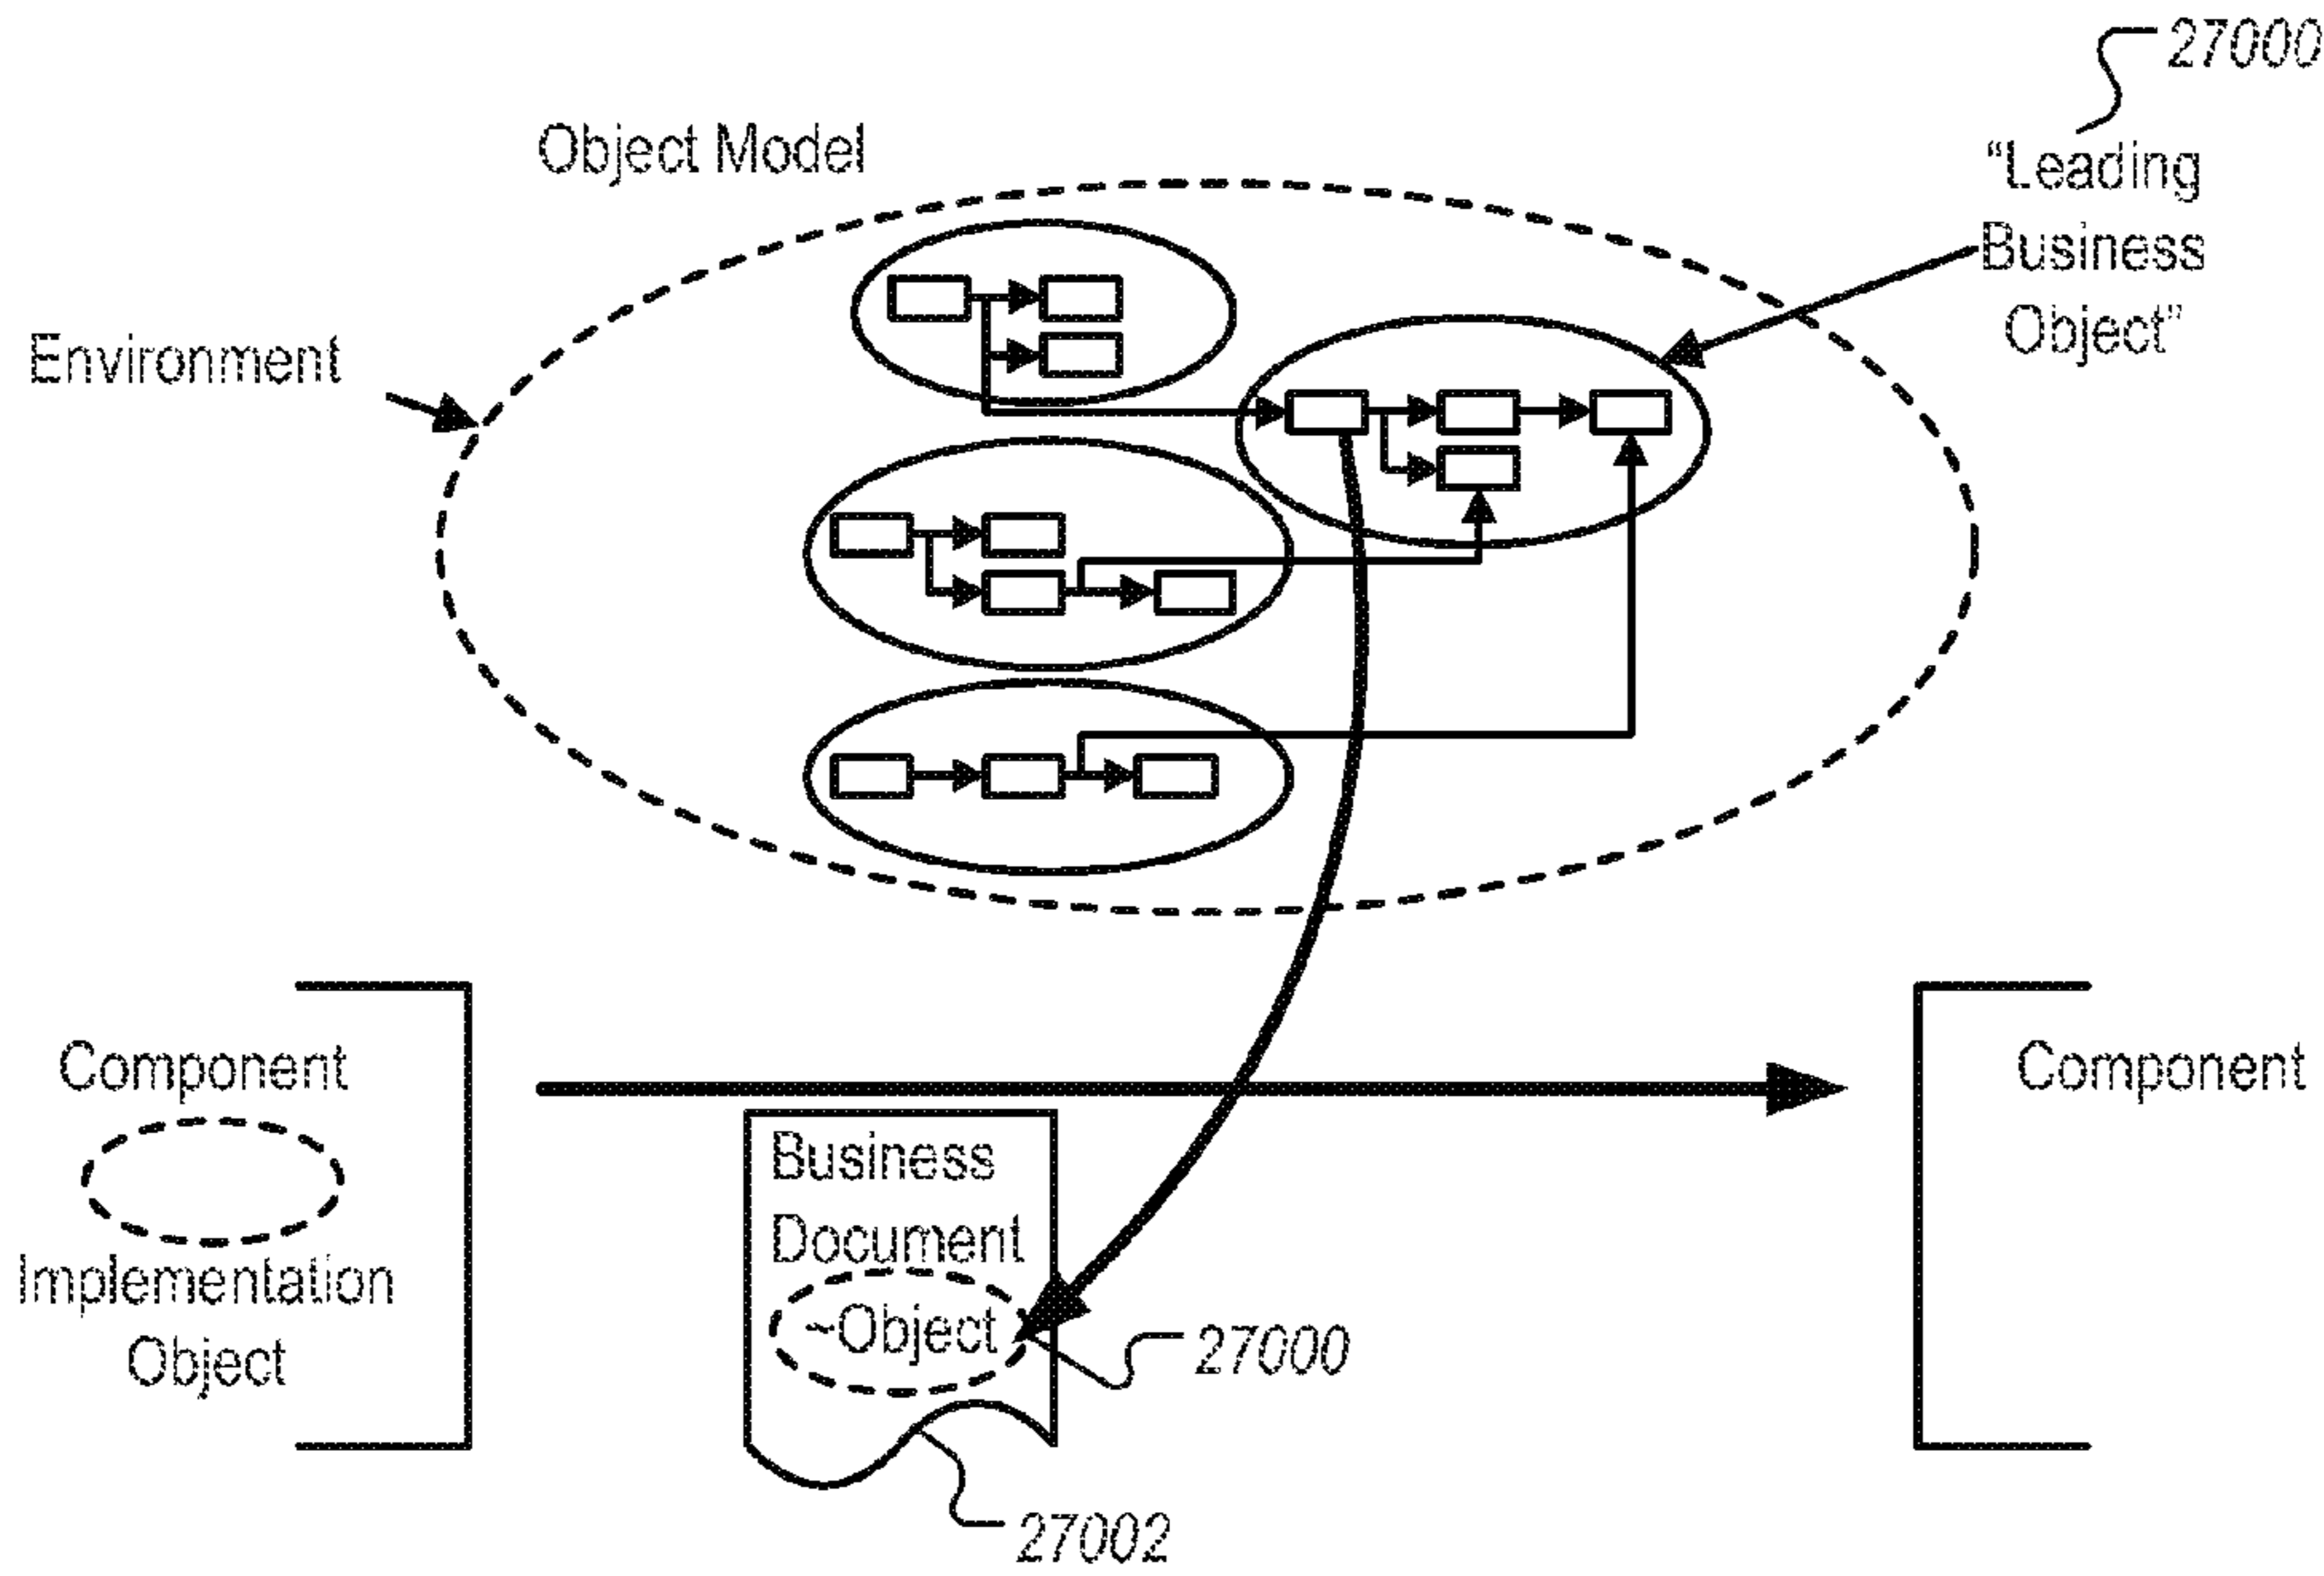 27000
Object Model
“Leading
Business
Object”
Environment
Component
Implementation
Object
Business
Document
~Object
27000
27002
Component